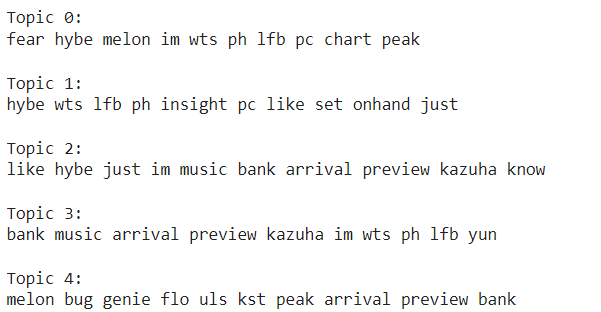 Topic 0:
fear hybe melon im wts ph lfb pc chart peak
Topic 1:
hybe wts lfb ph insight pc like set onhand just
Topic 2:
like hybe just im music bank arrival preview kazuha know
Topic 3:
bank music arrival preview kazuha im wts ph lfb yun
Topic 4:
melon bug genie flo uls kst peak arrival preview bank